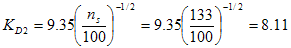 K_{D2} = 9.35(n_s/100)^{-1/2} = 9.35(133/100)^{-1/2} = 8.11